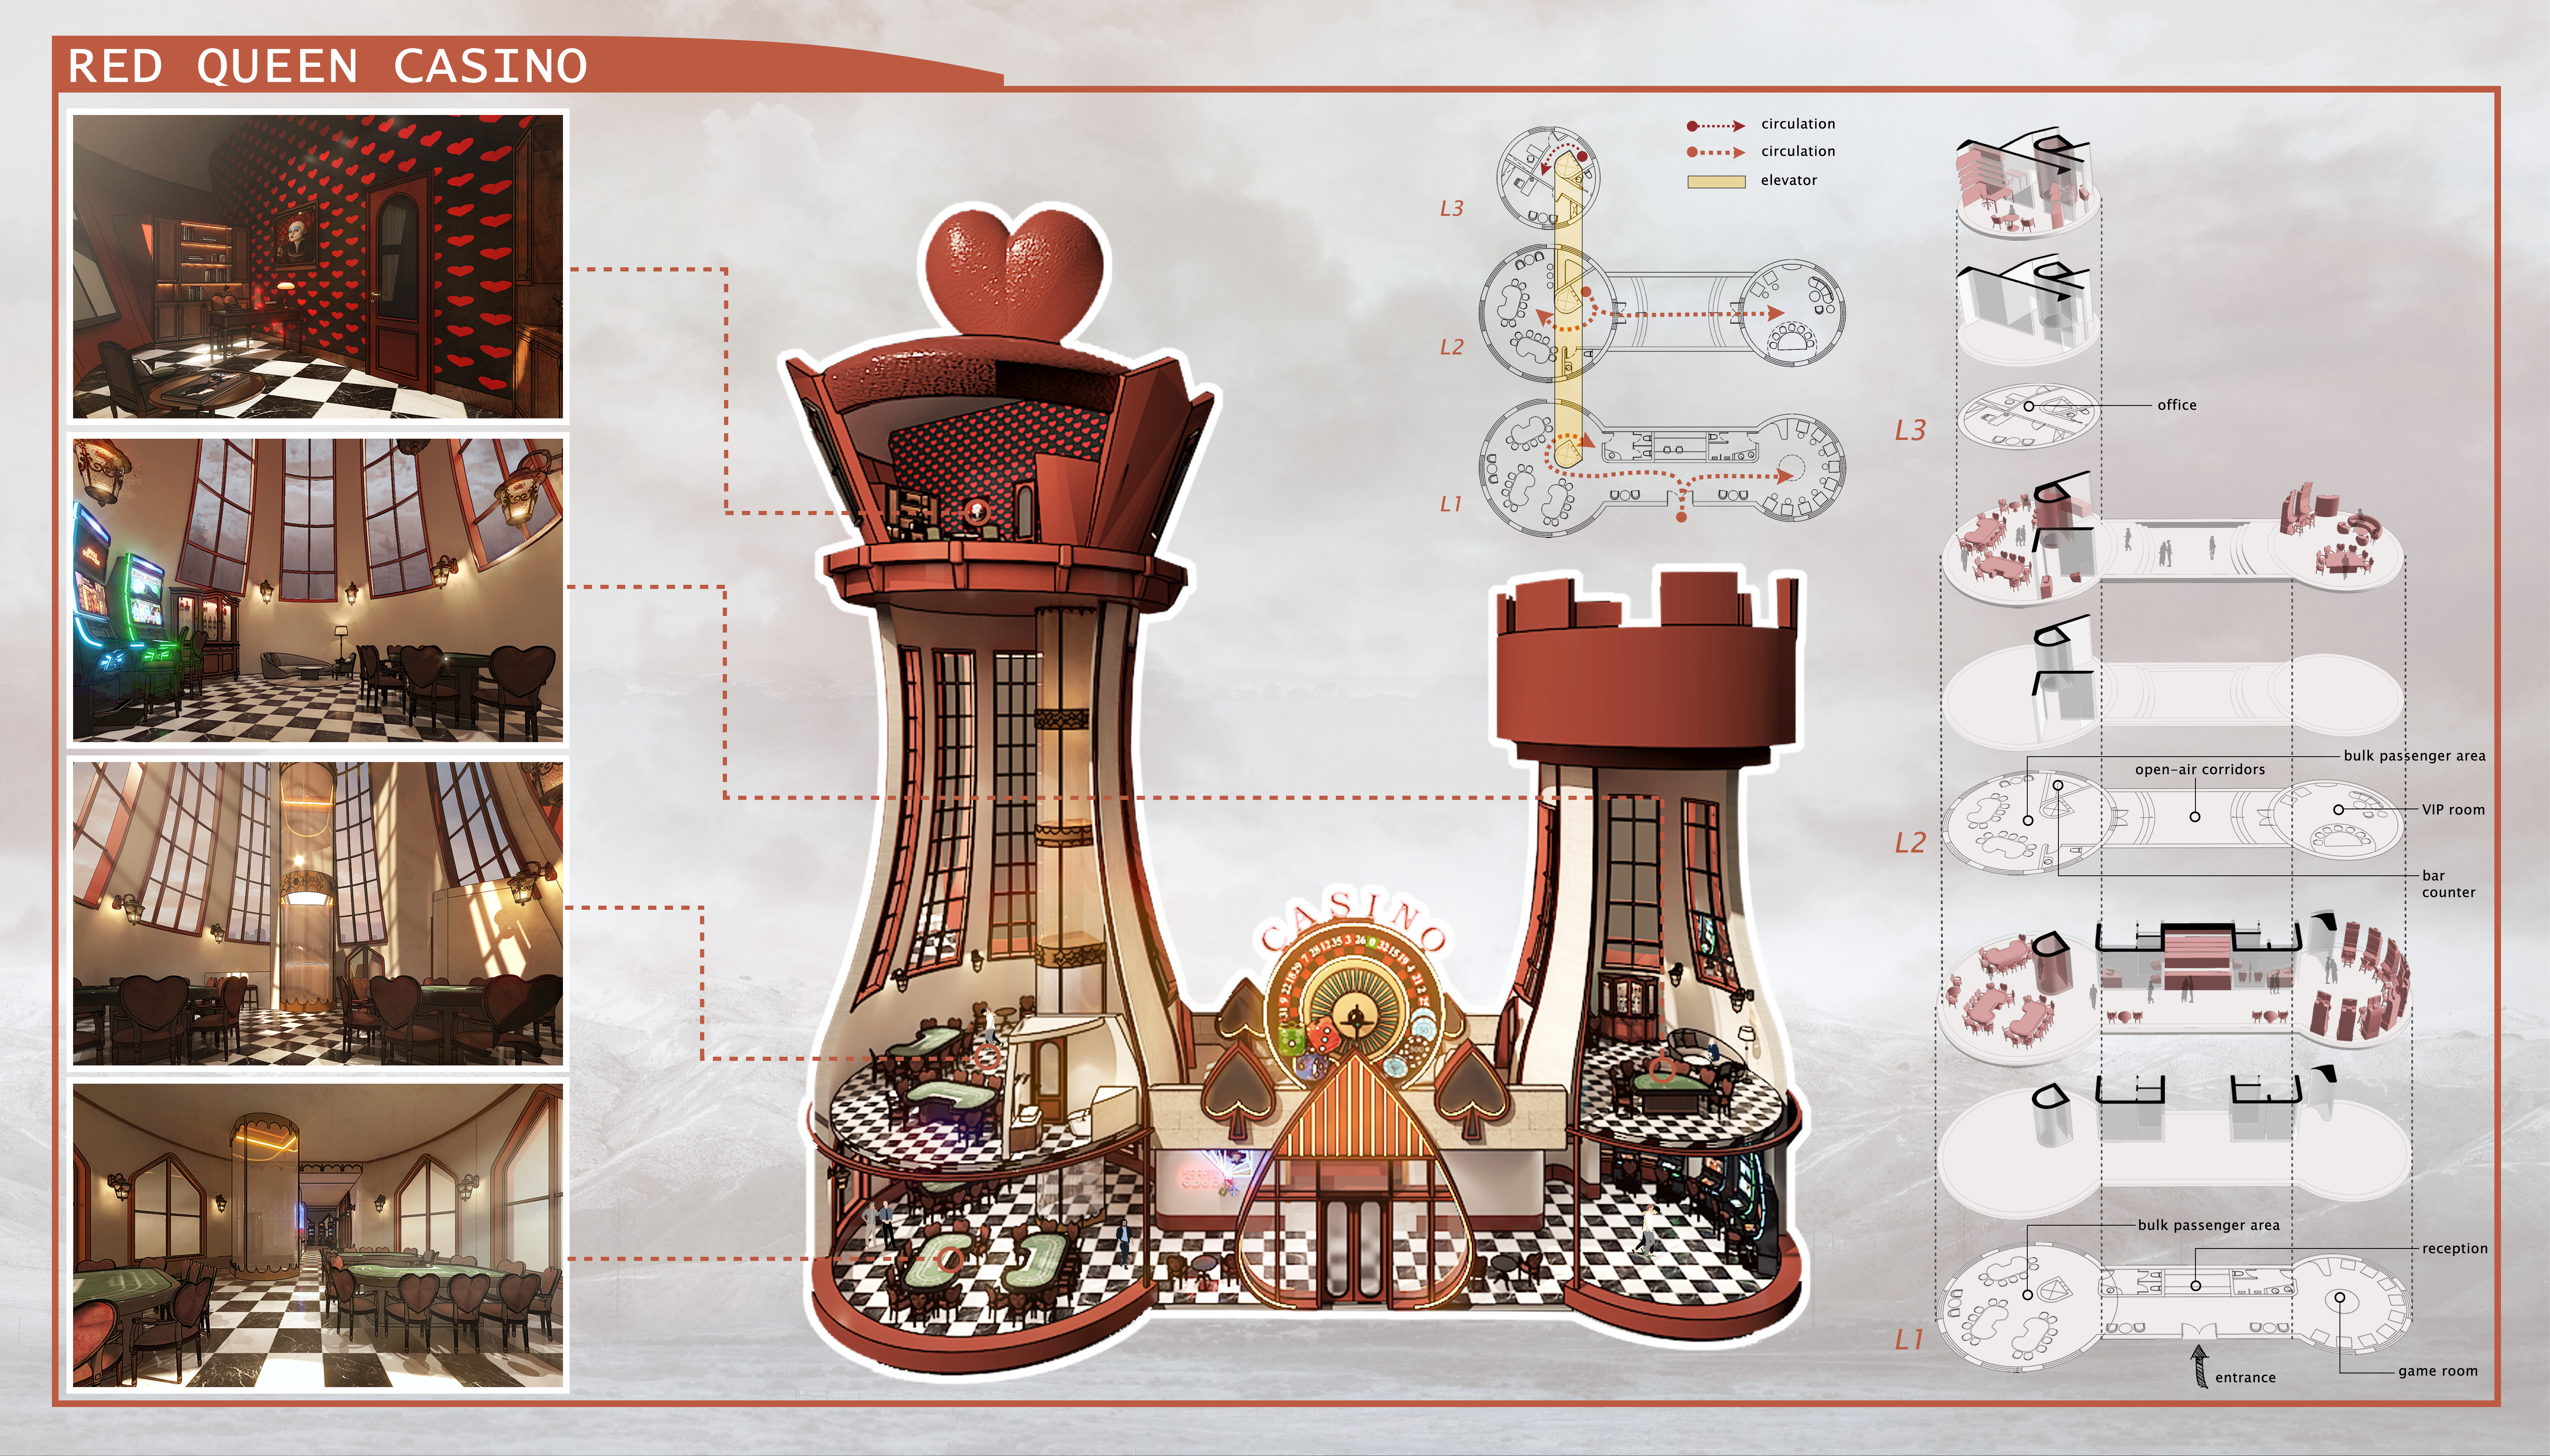 RED QUEEN CASINO
circulation
circulation
elevator
L3
L2
L1
CASINO
L3
office
L2
bulk passenger area
open-air corridors
VIP room
bar
counter
L1
bulk passenger area
reception
game room
entrance